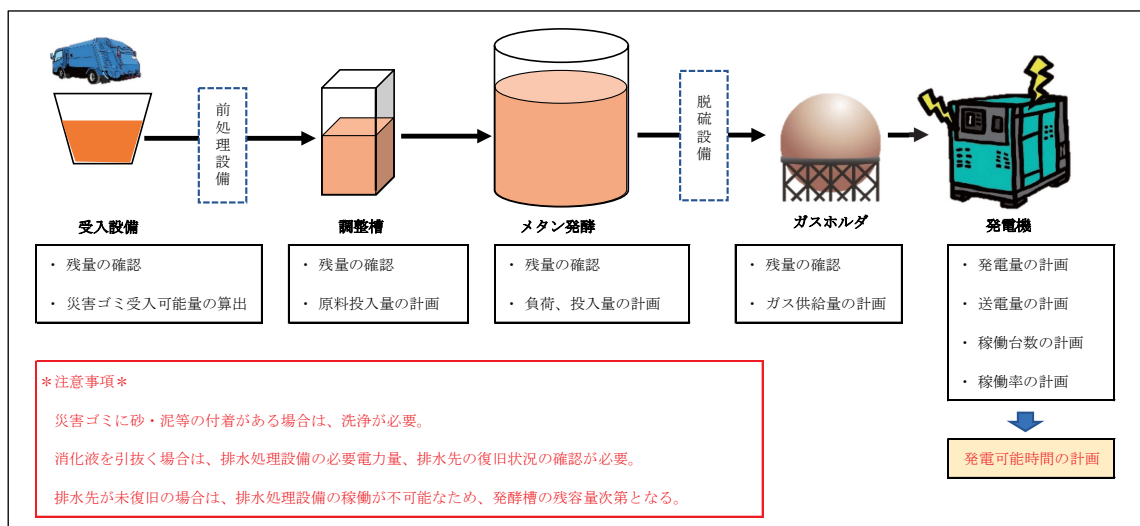 前処理設備
脱硫設備
受入設備
調整槽
メタン発酵
ガスホルダ
発電機
・ 残量の確認
・ 災害ゴミ受入可能量の算出
・ 残量の確認
・ 原料投入量の計画
・ 残量の確認
・ 負荷、投入量の計画
・ 残量の確認
・ ガス供給量の計画
・ 発電量の計画
・ 送電量の計画
・ 稼働台数の計画
・ 稼働率の計画
発電可能時間の計画
＊注意事項＊
災害ゴミに砂・泥等の付着がある場合は、洗浄が必要。
消化液を引抜く場合は、排水処理設備の必要電力量、排水先の復旧状況の確認が必要。
排水先が未復旧の場合は、排水処理設備の稼働が不可能なため、発酵槽の残容量次第となる。